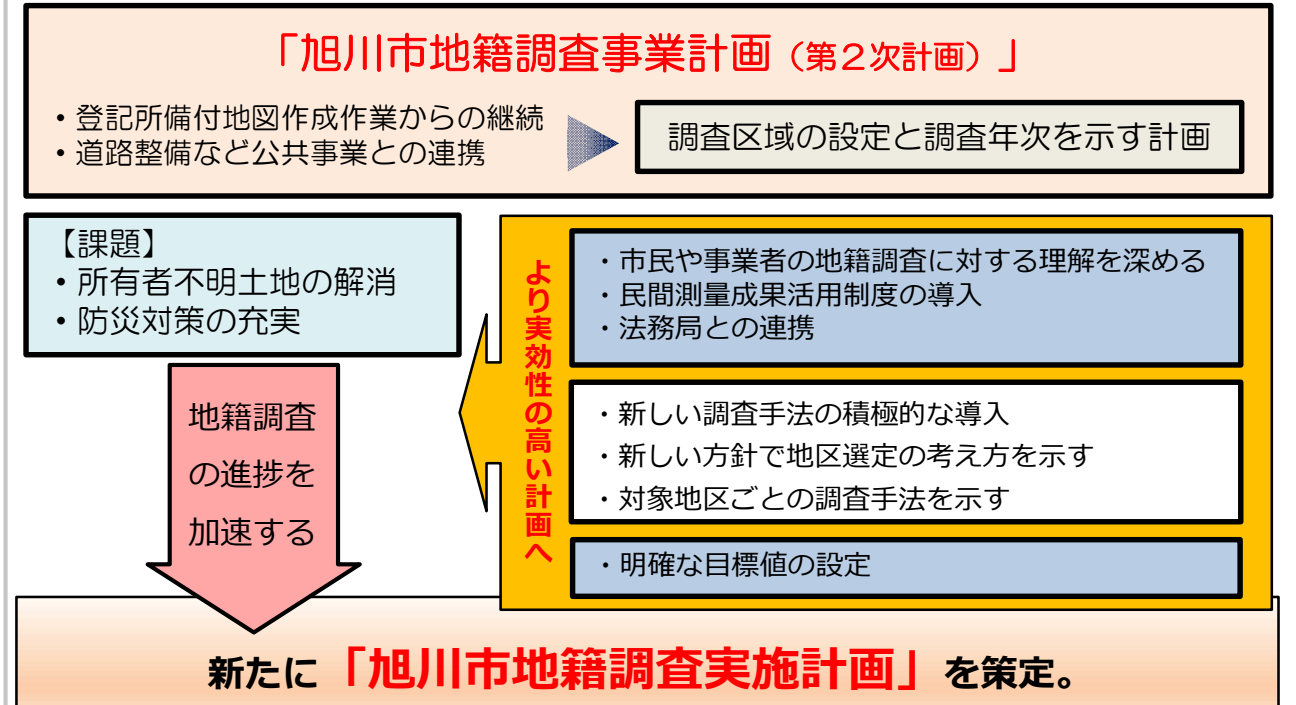 「旭川市地籍調査事業計画（第２次計画）」
・登記所備付地図作成作業からの継続
・道路整備など公共事業との連携
調査区域の設定と調査年次を示す計画
【課題】
・所有者不明土地の解消
・防災対策の充実
より実効性の高い計画へ
・市民や事業者の地籍調査に対する理解を深める
・民間測量成果活用制度の導入
・法務局との連携
・新しい調査手法の積極的な導入
・新しい方針で地区選定の考え方を示す
・対象地区ごとの調査手法を示す
・明確な目標値の設定
地籍調査
の進捗を
加速する
新たに「旭川市地籍調査実施計画」を策定。